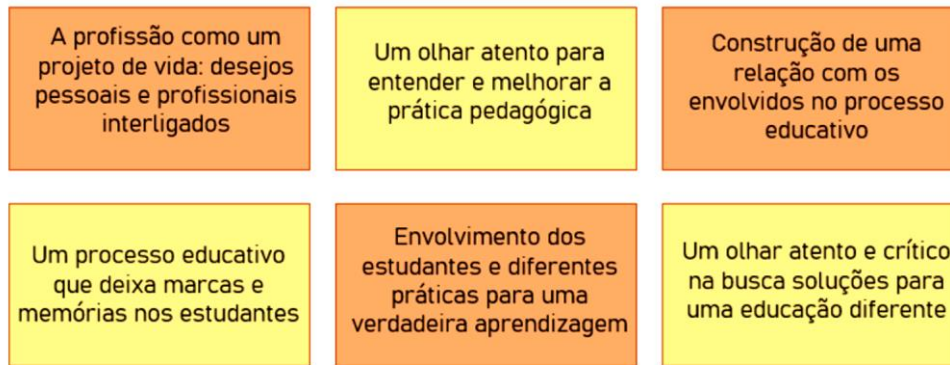 A profissão como um
projeto de vida: desejos
pessoais e profissionais
interligados
Um olhar atento para
entender e melhorar a
prática pedagógica
Construção de uma
relação com os
envolvidos no processo
educativo
Um processo educativo
que deixa marcas e
memórias nos estudantes
Envolvimento dos
estudantes e diferentes
práticas para uma
verdadeira aprendizagem
Um olhar atento e crítico
na busca soluções para
uma educação diferente